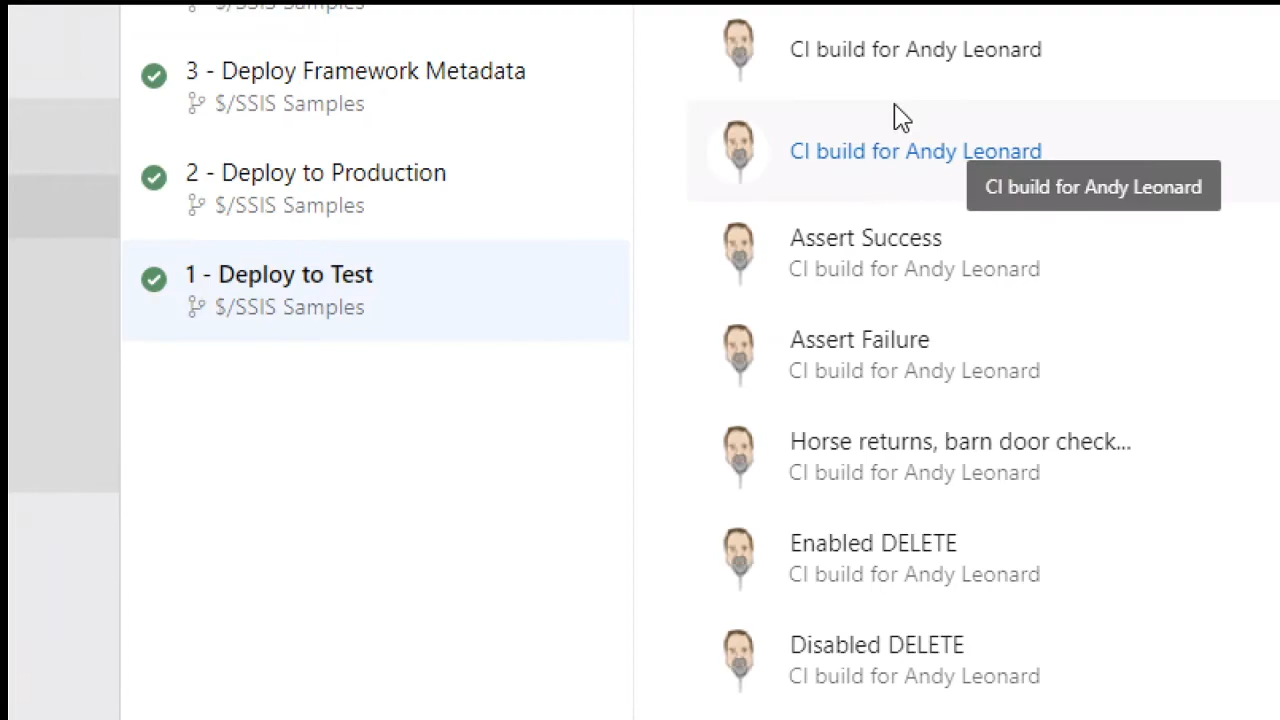 $/SSIS Samples
3 - Deploy Framework Metadata
$/SSIS Samples
2 - Deploy to Production
$/SSIS Samples
1 - Deploy to Test
$/SSIS Samples
CI build for Andy Leonard
CI build for Andy Leonard
CI build for Andy Leonard
Assert Success
CI build for Andy Leonard
Assert Failure
CI build for Andy Leonard
Horse returns, barn door check...
CI build for Andy Leonard
Enabled DELETE
CI build for Andy Leonard
Disabled DELETE
CI build for Andy Leonard